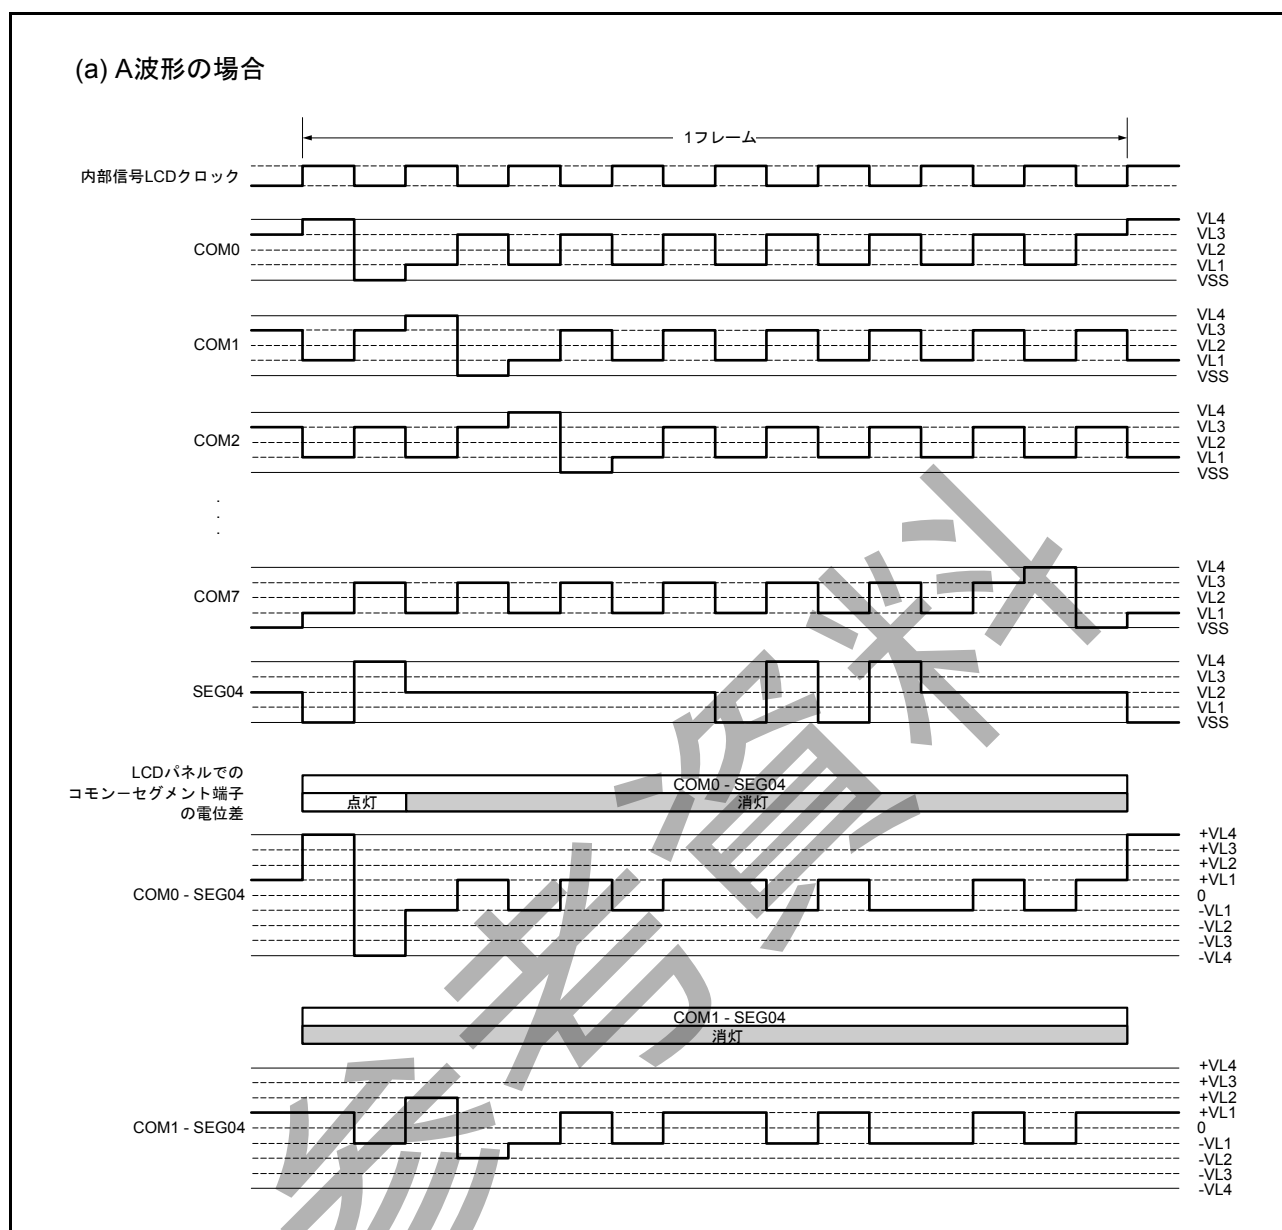 (a) A波形の場合
1フレーム
内部信号LCDクロック
COM0
VL4
VL3
VL2
VL1
VSS
COM1
VL4
VL3
VL2
VL1
VSS
COM2
VL4
VL3
VL2
VL1
VSS
.
.
.
COM7
VL4
VL3
VL2
VL1
VSS
SEG04
VL4
VL3
VL2
VL1
VSS
LCDパネルでの
コモンーセグメント端子
の電位差
COM0 - SEG04
点灯
消灯
COM0 - SEG04
+VL4
+VL3
+VL2
+VL1
0
-VL1
-VL2
-VL3
-VL4
COM1 - SEG04
消灯
COM1 - SEG04
+VL4
+VL3
+VL2
+VL1
0
-VL1
-VL2
-VL3
-VL4
参考資料